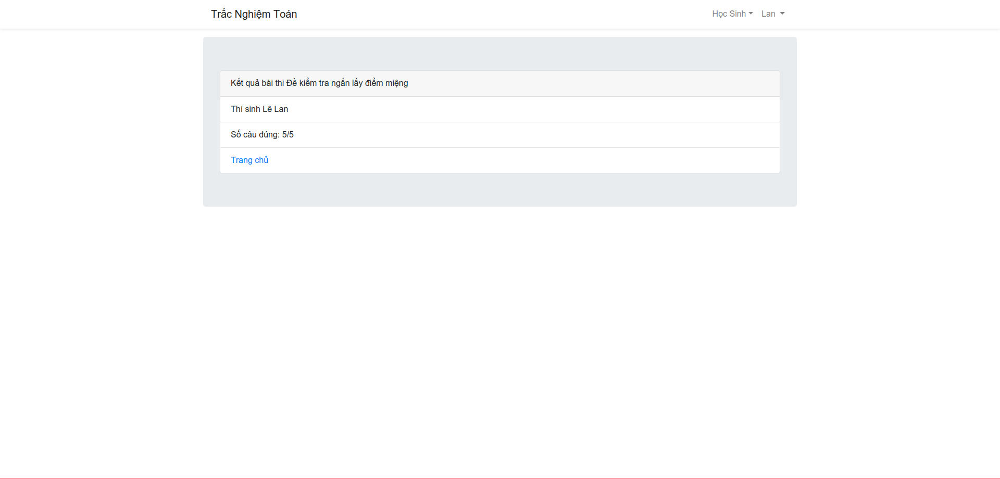 Trắc Nghiệm Toán
Học Sinh
Lan
Kết quả bài thi Đề kiểm tra ngắn lấy điểm miệng
Thí sinh Lê Lan
Số câu đúng: 5/5
Trang chủ